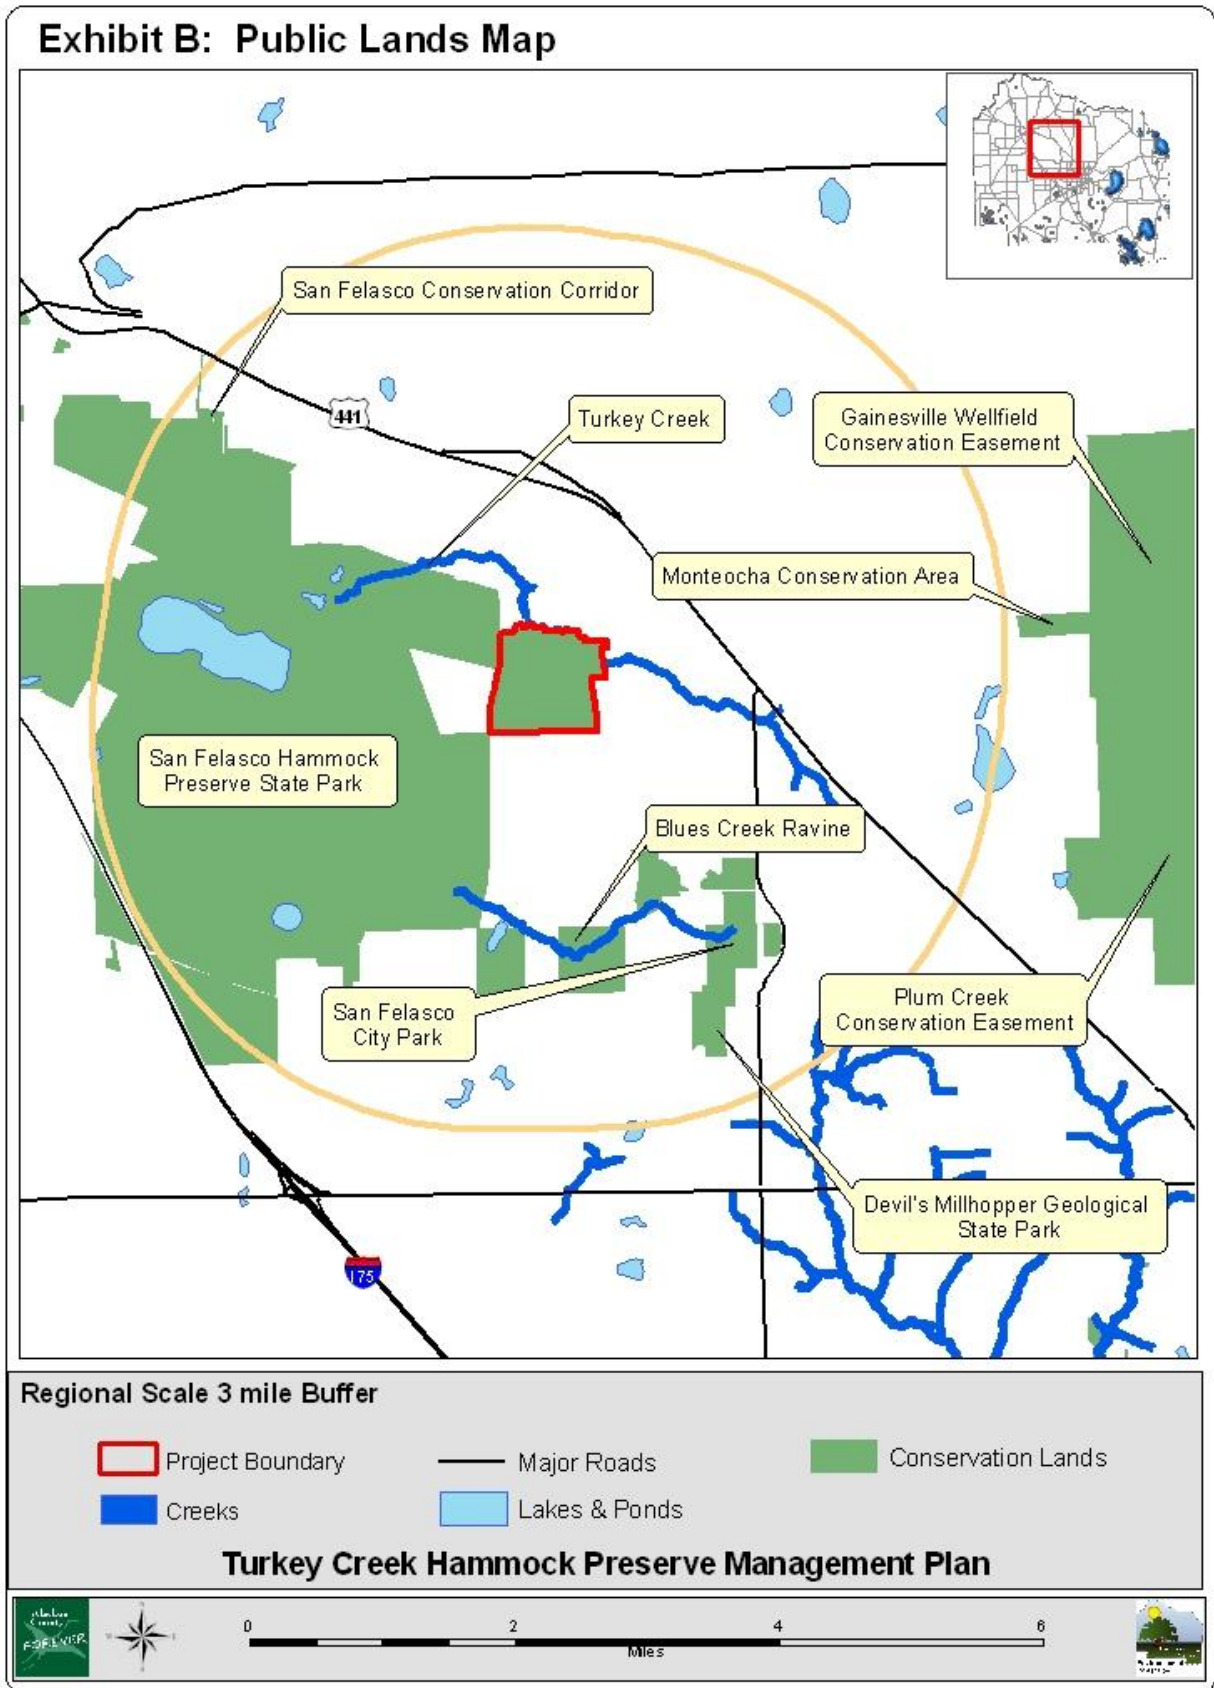 Exhibit B: Public Lands Map
San Felasco Conservation Corridor
441
Turkey Creek
Gainesville Wellfield
Conservation Easement
Monteocha Conservation Area
San Felasco Hammock
Preserve State Park
Blues Creek Ravine
San Felasco
City Park
Plum Creek
Conservation Easement
Devil's Millhopper Geological
State Park
I 75
Regional Scale 3 mile Buffer
Project Boundary
Major Roads
Conservation Lands
Creeks
Lakes & Ponds
Turkey Creek Hammock Preserve Management Plan
Alachua
County
FOREVER
0
2
4
6
Miles